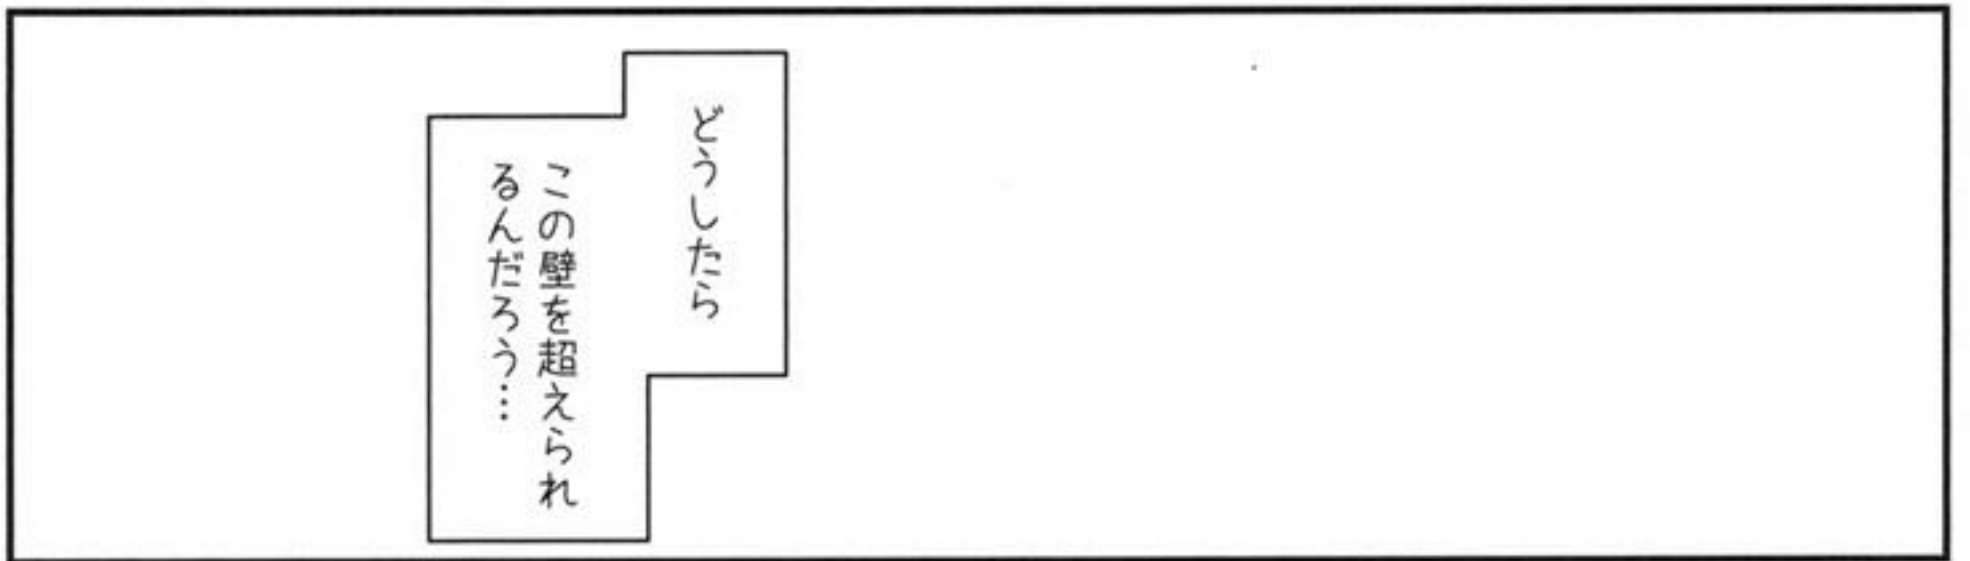 どうしたら
この壁を超えられ
るんだろう…